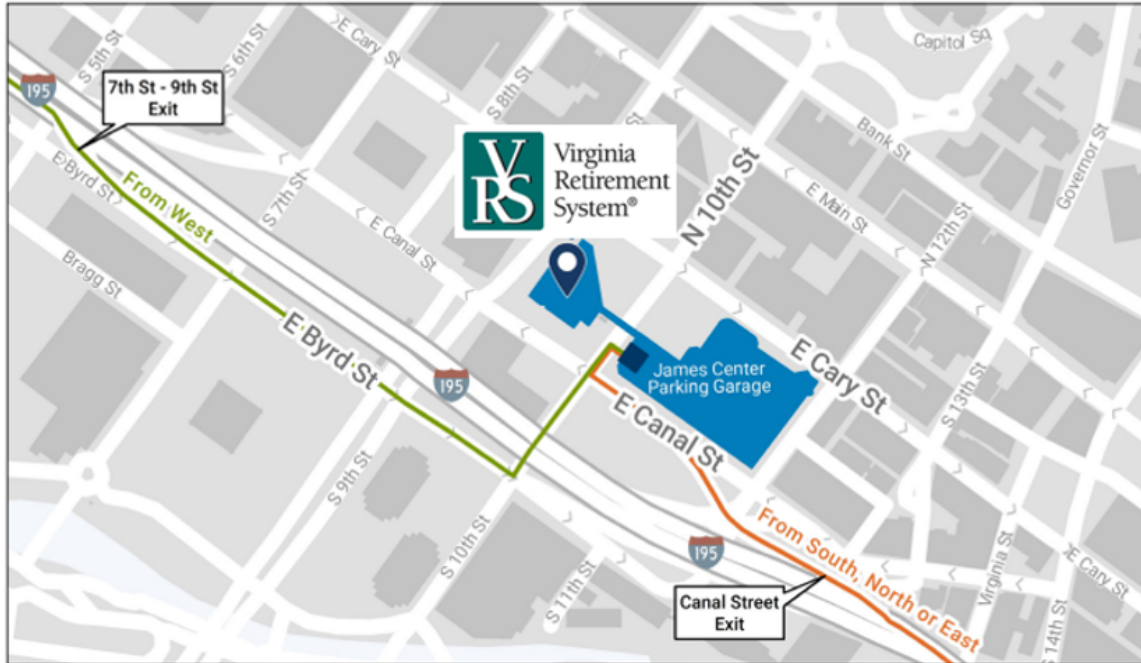 S 5th St
S 6th St
E Cary St
S 8th St
Capitol Sq
195
7th St - 9th St
Exit
Bank St
Governor St
VRS
Virginia
Retirement
System®
E Byrd St
From West
S 7th St
E Canal St
N 10th St
E Main St
N 12th St
Bragg St
E Byrd St
195
James Center
Parking Garage
E Cary St
S 13th St
E Canal St
S 9th St
S 10th St
S 11th St
195
From South, North or East
Canal Street
Exit
Virginia St
E Cary St
S 14th St